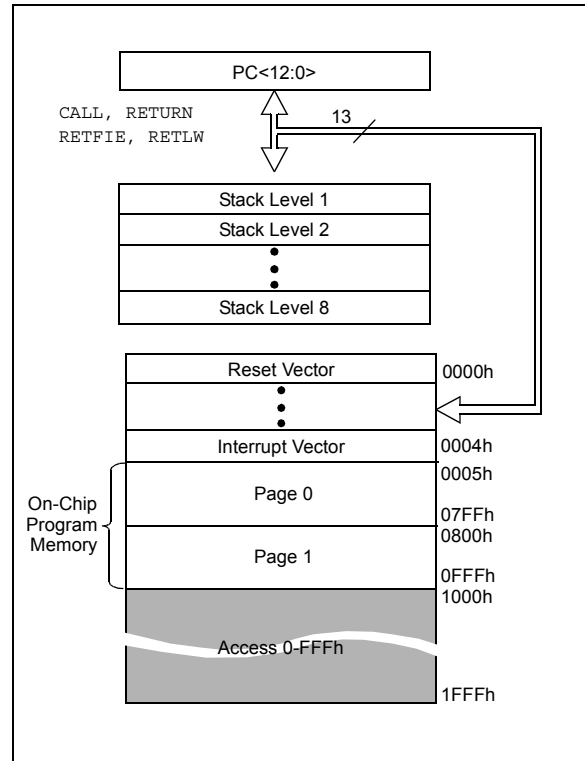 PC<12:0>
CALL, RETURN
RETFIE, RETLW
13
Stack Level 1
Stack Level 2
Stack Level 8
Reset Vector
0000h
Interrupt Vector
0004h
0005h
Page 0
07FFh
On-Chip
Program
Memory
0800h
Page 1
0FFFh
1000h
Access 0-FFFh
1FFFh